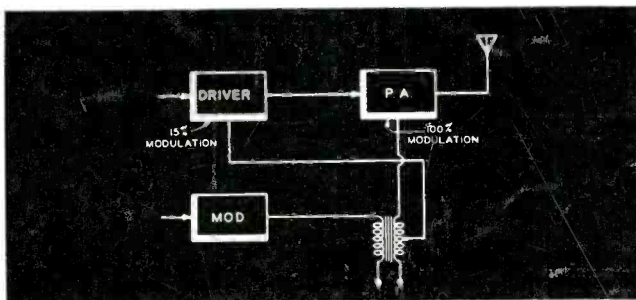 DRIVER
P.A.
15%
MODULATION
100%
MODULATION
MOD